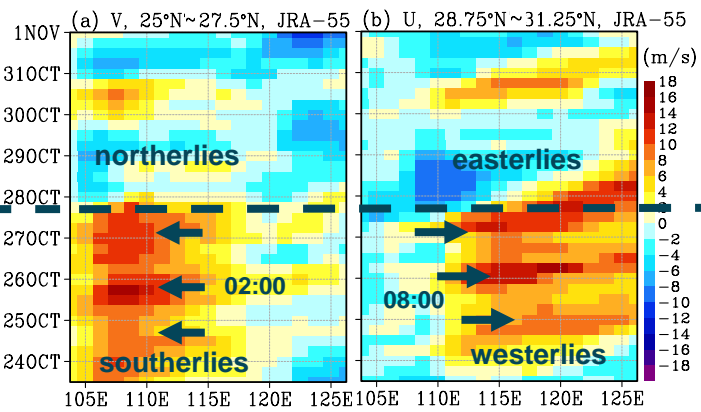 (a) V, 25°N~27.5°N, JRA-55
(b) U, 28.75°N~31.25°N, JRA-55
(m/s)
1NOV
31OCT
30OCT
29OCT
28OCT
27OCT
26OCT
25OCT
24OCT
northerlies
02:00
southerlies
easterlies
08:00
westerlies
105E 110E 115E 120E 125E
105E 110E 115E 120E 125E
18
16
14
12
10
8
6
4
2
0
−2
−4
−6
−8
−10
−12
−14
−16
−18